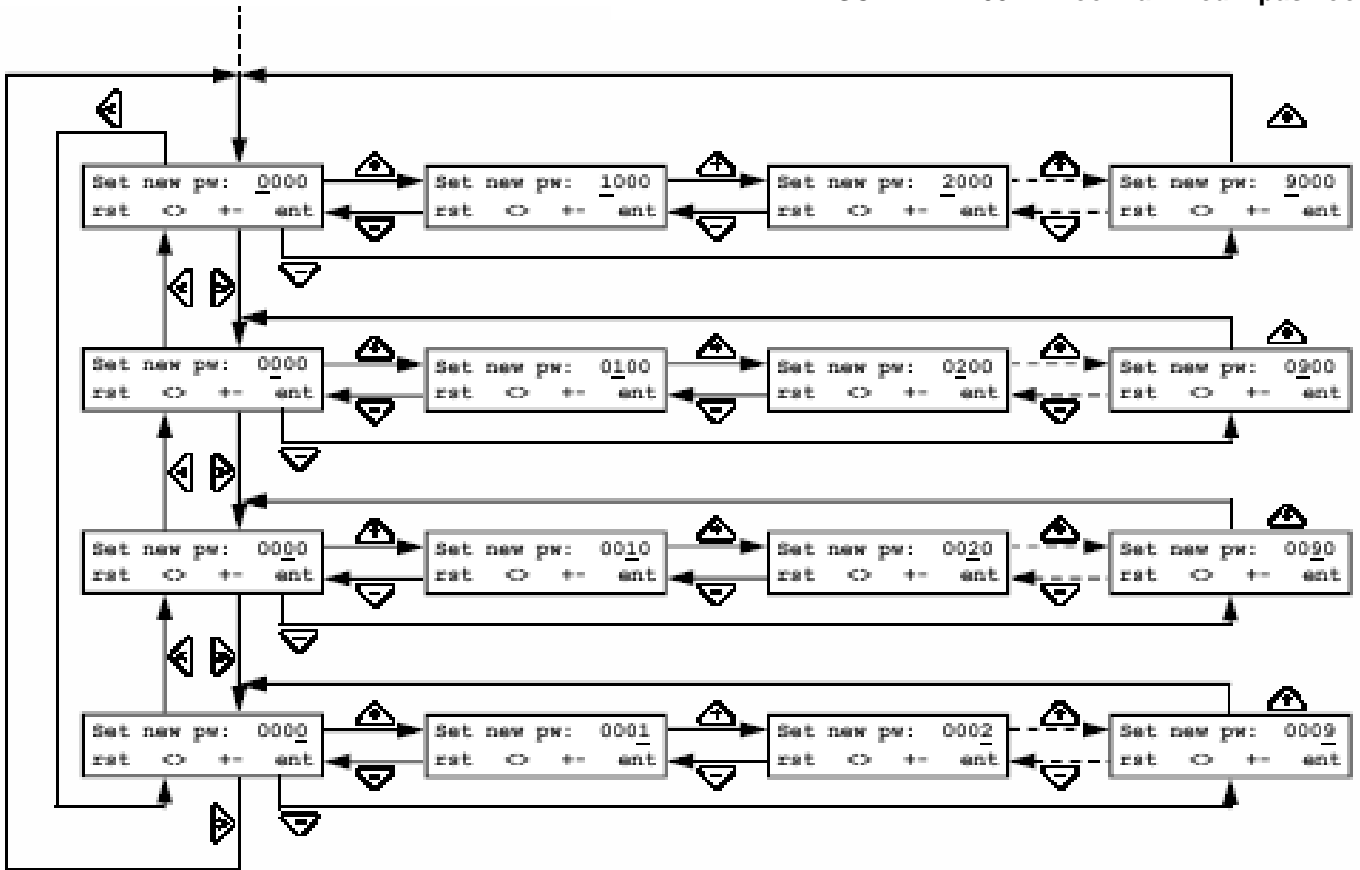 Set new pw: 0000
rst <> +- ent
Set new pw: 1000
rst <> +- ent
Set new pw: 2000
rst <> +- ent
Set new pw: 9000
rst <> +- ent
Set new pw: 0000
rst <> +- ent
Set new pw: 0100
rst <> +- ent
Set new pw: 0200
rst <> +- ent
Set new pw: 0900
rst <> +- ent
Set new pw: 0000
rst <> +- ent
Set new pw: 0010
rst <> +- ent
Set new pw: 0020
rst <> +- ent
Set new pw: 0090
rst <> +- ent
Set new pw: 0000
rst <> +- ent
Set new pw: 0001
rst <> +- ent
Set new pw: 0002
rst <> +- ent
Set new pw: 0009
rst <> +- ent